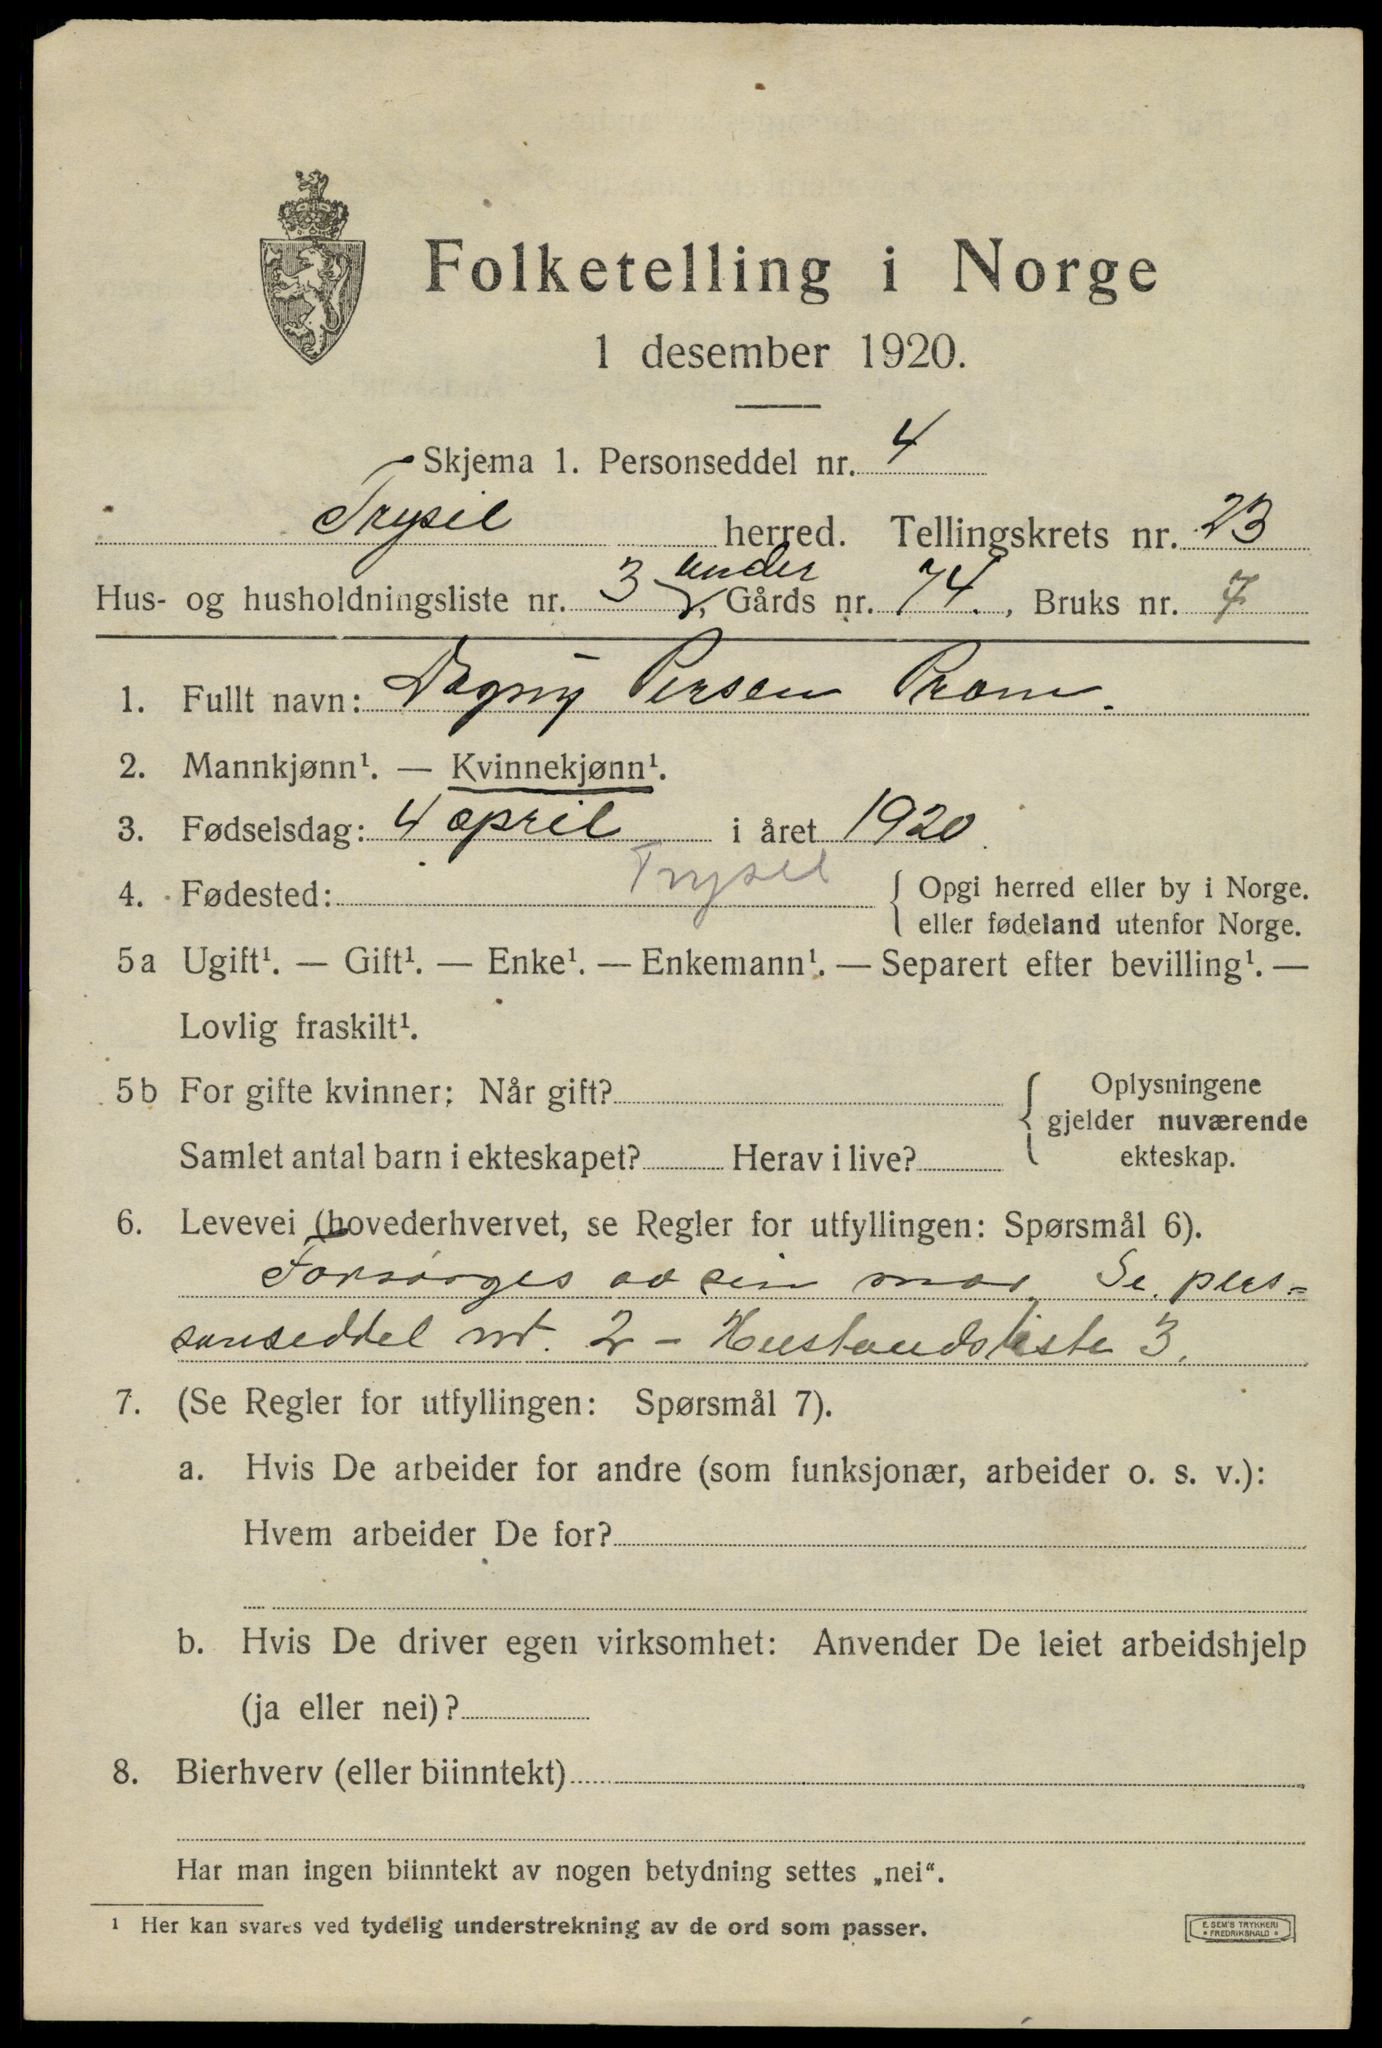 Folketelling i Norge
1 desember 1920.
Skjema 1. Personseddel nr. 4
Trysil herred. Tellingskrets nr. 23
under
Hus- og husholdningsliste nr. 3, Gårds nr. 74., Bruks nr. 7
1. Fullt navn: Dagny Persen Pram.
2. Mannkjønn¹. — Kvinnekjønn¹.
3. Fødselsdag: 4 april i året 1920
4. Fødested: Trysil { Opgi herred eller by i Norge.
eller fødeland utenfor Norge.
5a Ugift¹. — Gift¹. — Enke¹. — Enkemann¹. — Separert efter bevilling¹. —
Lovlig fraskilt¹.
5b For gifte kvinner: Når gift? { Oplysningene
gjelder nuværende
Samlet antal barn i ekteskapet? Herav i live? ekteskap.
6. Levevei (hovederhvervet, se Regler for utfyllingen: Spørsmål 6).
Forsørges av sin mor. Se pers-
sonseddel nr. 2 - Husstandsliste 3.
7. (Se Regler for utfyllingen: Spørsmål 7).
a. Hvis De arbeider for andre (som funksjonær, arbeider o. s. v.):
Hvem arbeider De for?
b. Hvis De driver egen virksomhet: Anvender De leiet arbeidshjelp
(ja eller nei)?
8. Bierhverv (eller biinntekt)
Har man ingen biinntekt av nogen betydning settes „nei“.
¹ Her kan svares ved tydelig understrekning av de ord som passer.
E. SEM'S TRYKKERI
* FREDRIKSHALD *